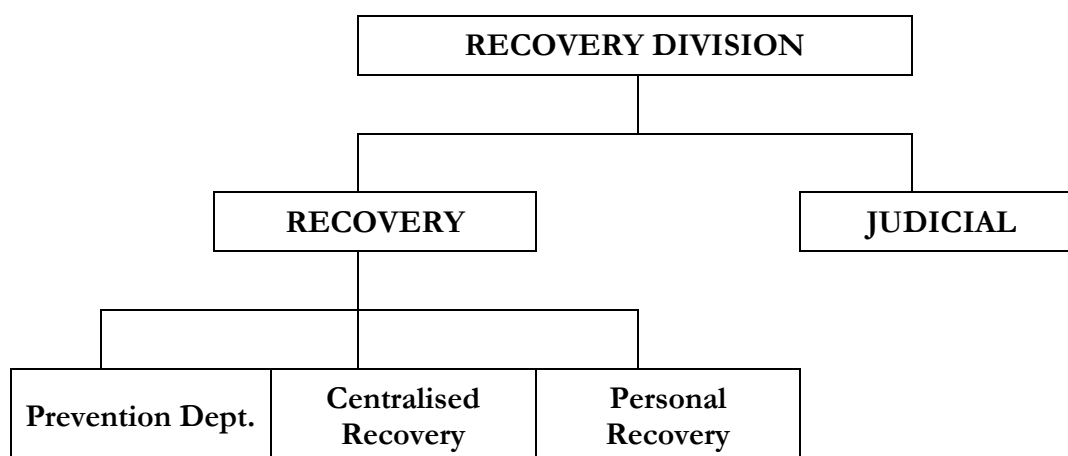 RECOVERY DIVISION
RECOVERY
JUDICIAL
Prevention Dept.
Centralised
Recovery
Personal
Recovery